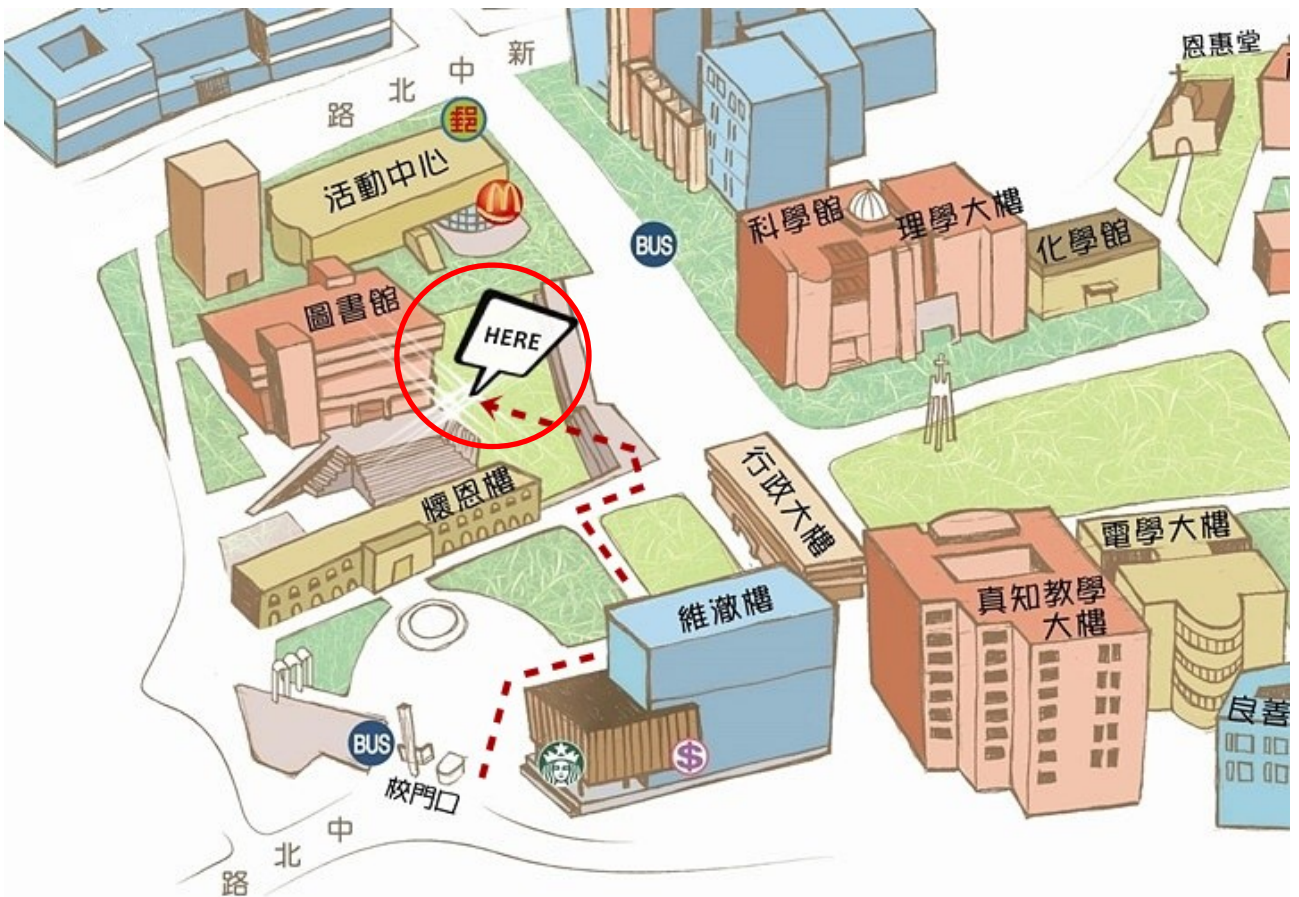 新中北路
恩惠堂
郵
活動中心
M
BUS
科學館
理學大樓
化學館
圖書館
HERE
行政大樓
懷恩樓
電學大樓
維澈樓
真知教學
大樓
良善
BUS
$
校門口
中北路